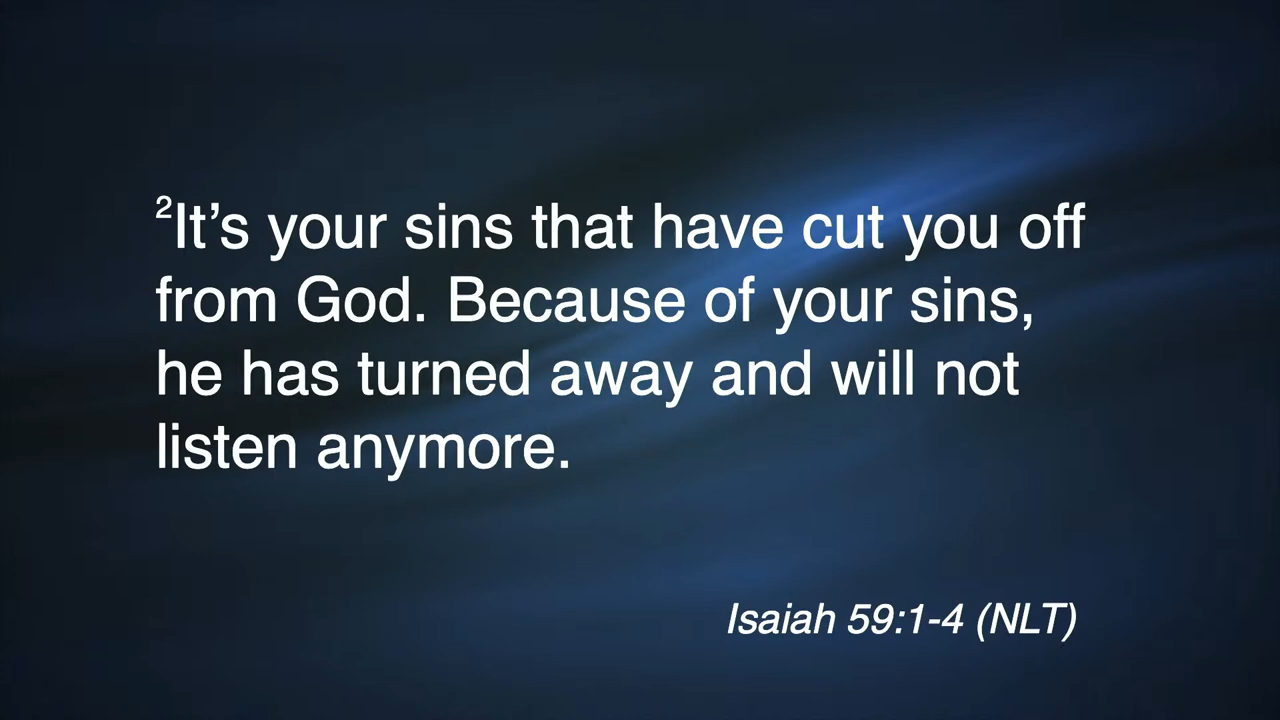 ²It’s your sins that have cut you off
from God. Because of your sins,
he has turned away and will not
listen anymore.
Isaiah 59:1-4 (NLT)